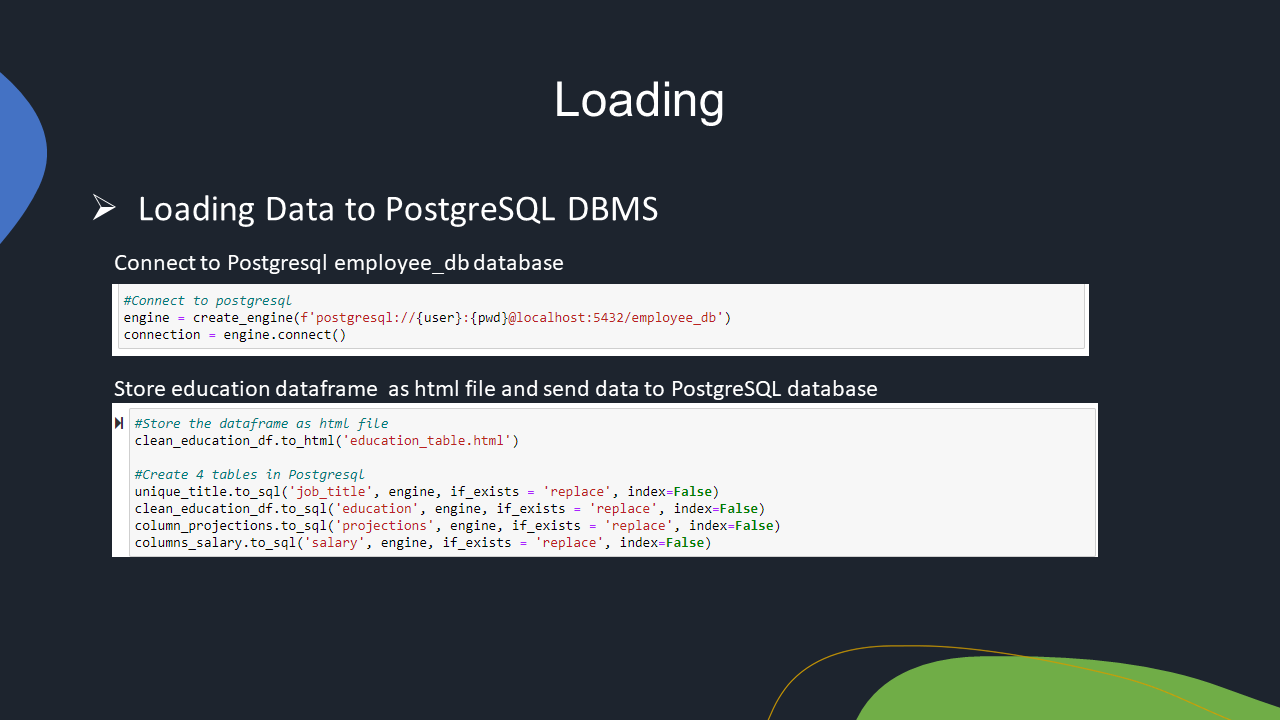 Loading
➢ Loading Data to PostgreSQL DBMS
Connect to Postgresql employee_db database
#Connect to postgresql
engine = create_engine(f'postgresql://{user}:{pwd}@localhost:5432/employee_db')
connection = engine.connect()
Store education dataframe  as html file and send data to PostgreSQL database
#Store the dataframe as html file
clean_education_df.to_html('education_table.html')
#Create 4 tables in Postgresql
unique_title.to_sql('job_title', engine, if_exists = 'replace', index=False)
clean_education_df.to_sql('education', engine, if_exists = 'replace', index=False)
column_projections.to_sql('projections', engine, if_exists = 'replace', index=False)
columns_salary.to_sql('salary', engine, if_exists = 'replace', index=False)